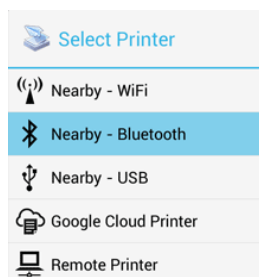 Select Printer
Nearby - WiFi
Nearby - Bluetooth
Nearby - USB
Google Cloud Printer
Remote Printer